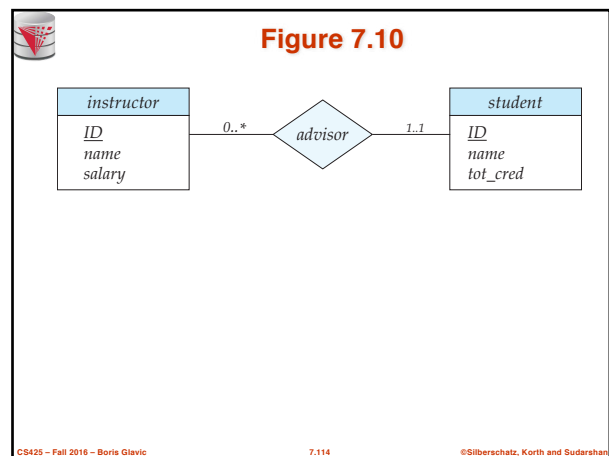 Figure 7.10
instructor
ID
name
salary
0..*
advisor
1..1
student
ID
name
tot_cred
CS425 – Fall 2016 – Boris Glavic
7.114
©Silberschatz, Korth and Sudarshan